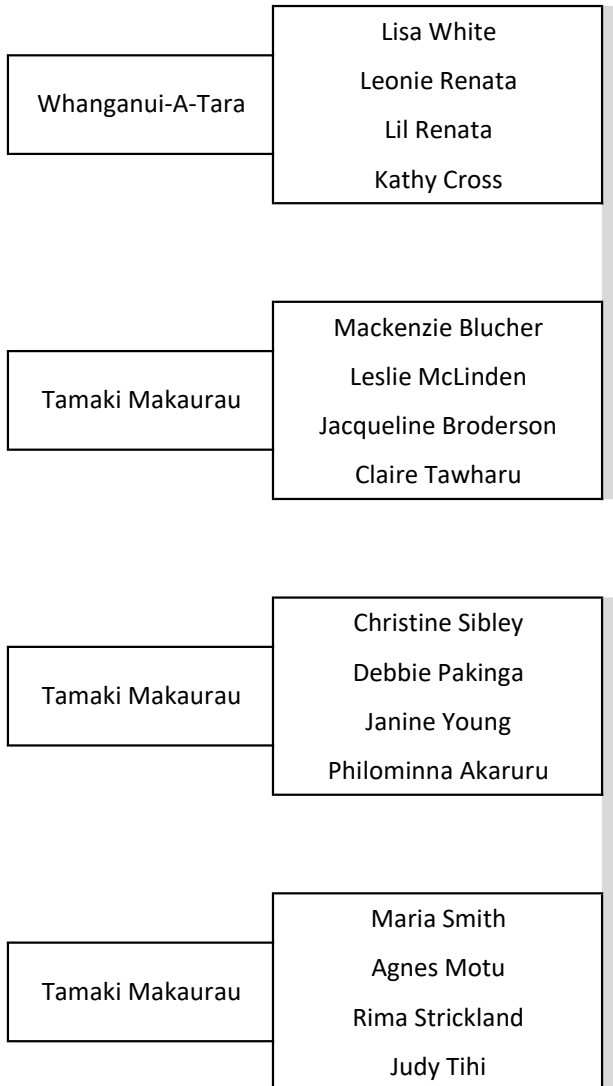 Whanganui-A-Tara
Lisa White
Leonie Renata
Lil Renata
Kathy Cross
Tamaki Makaurau
Mackenzie Blucher
Leslie McLinden
Jacqueline Broderson
Claire Tawharu
Tamaki Makaurau
Christine Sibley
Debbie Pakinga
Janine Young
Philominna Akaruru
Tamaki Makaurau
Maria Smith
Agnes Motu
Rima Strickland
Judy Tihi